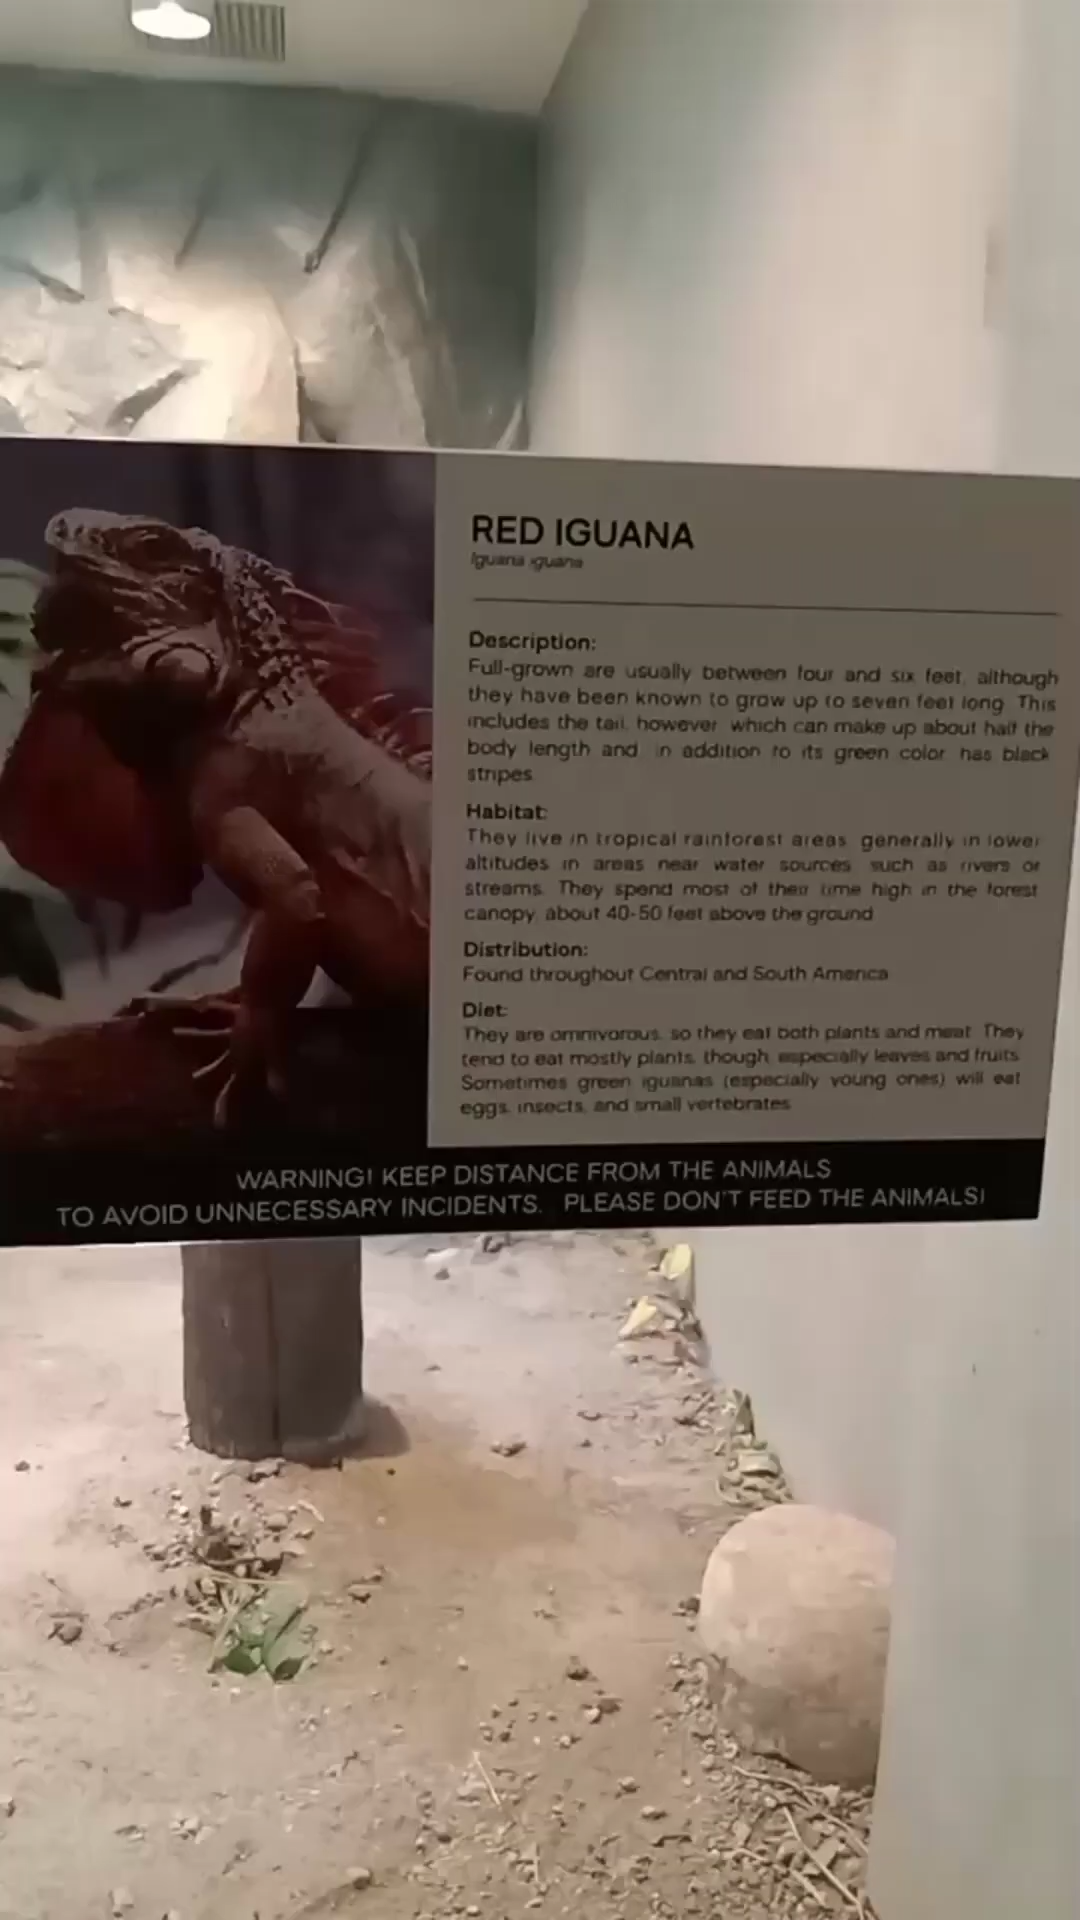 RED IGUANA
Iguana iguana
Description:
Full-grown are usually between four and six feet, although
they have been known to grow up to seven feet long. This
includes the tail, however, which can make up about half the
body length and, in addition to its green color, has black
stripes.
Habitat:
They live in tropical rainforest areas, generally in lower
altitudes in areas near water sources, such as rivers or
streams. They spend most of their time high in the forest
canopy, about 40-50 feet above the ground.
Distribution:
Found throughout Central and South America
Diet:
They are omnivorous, so they eat both plants and meat. They
tend to eat mostly plants, though, especially leaves and fruits.
Sometimes green iguanas (especially young ones) will eat
eggs, insects, and small vertebrates.
WARNING! KEEP DISTANCE FROM THE ANIMALS
TO AVOID UNNECESSARY INCIDENTS. PLEASE DON'T FEED THE ANIMALS!